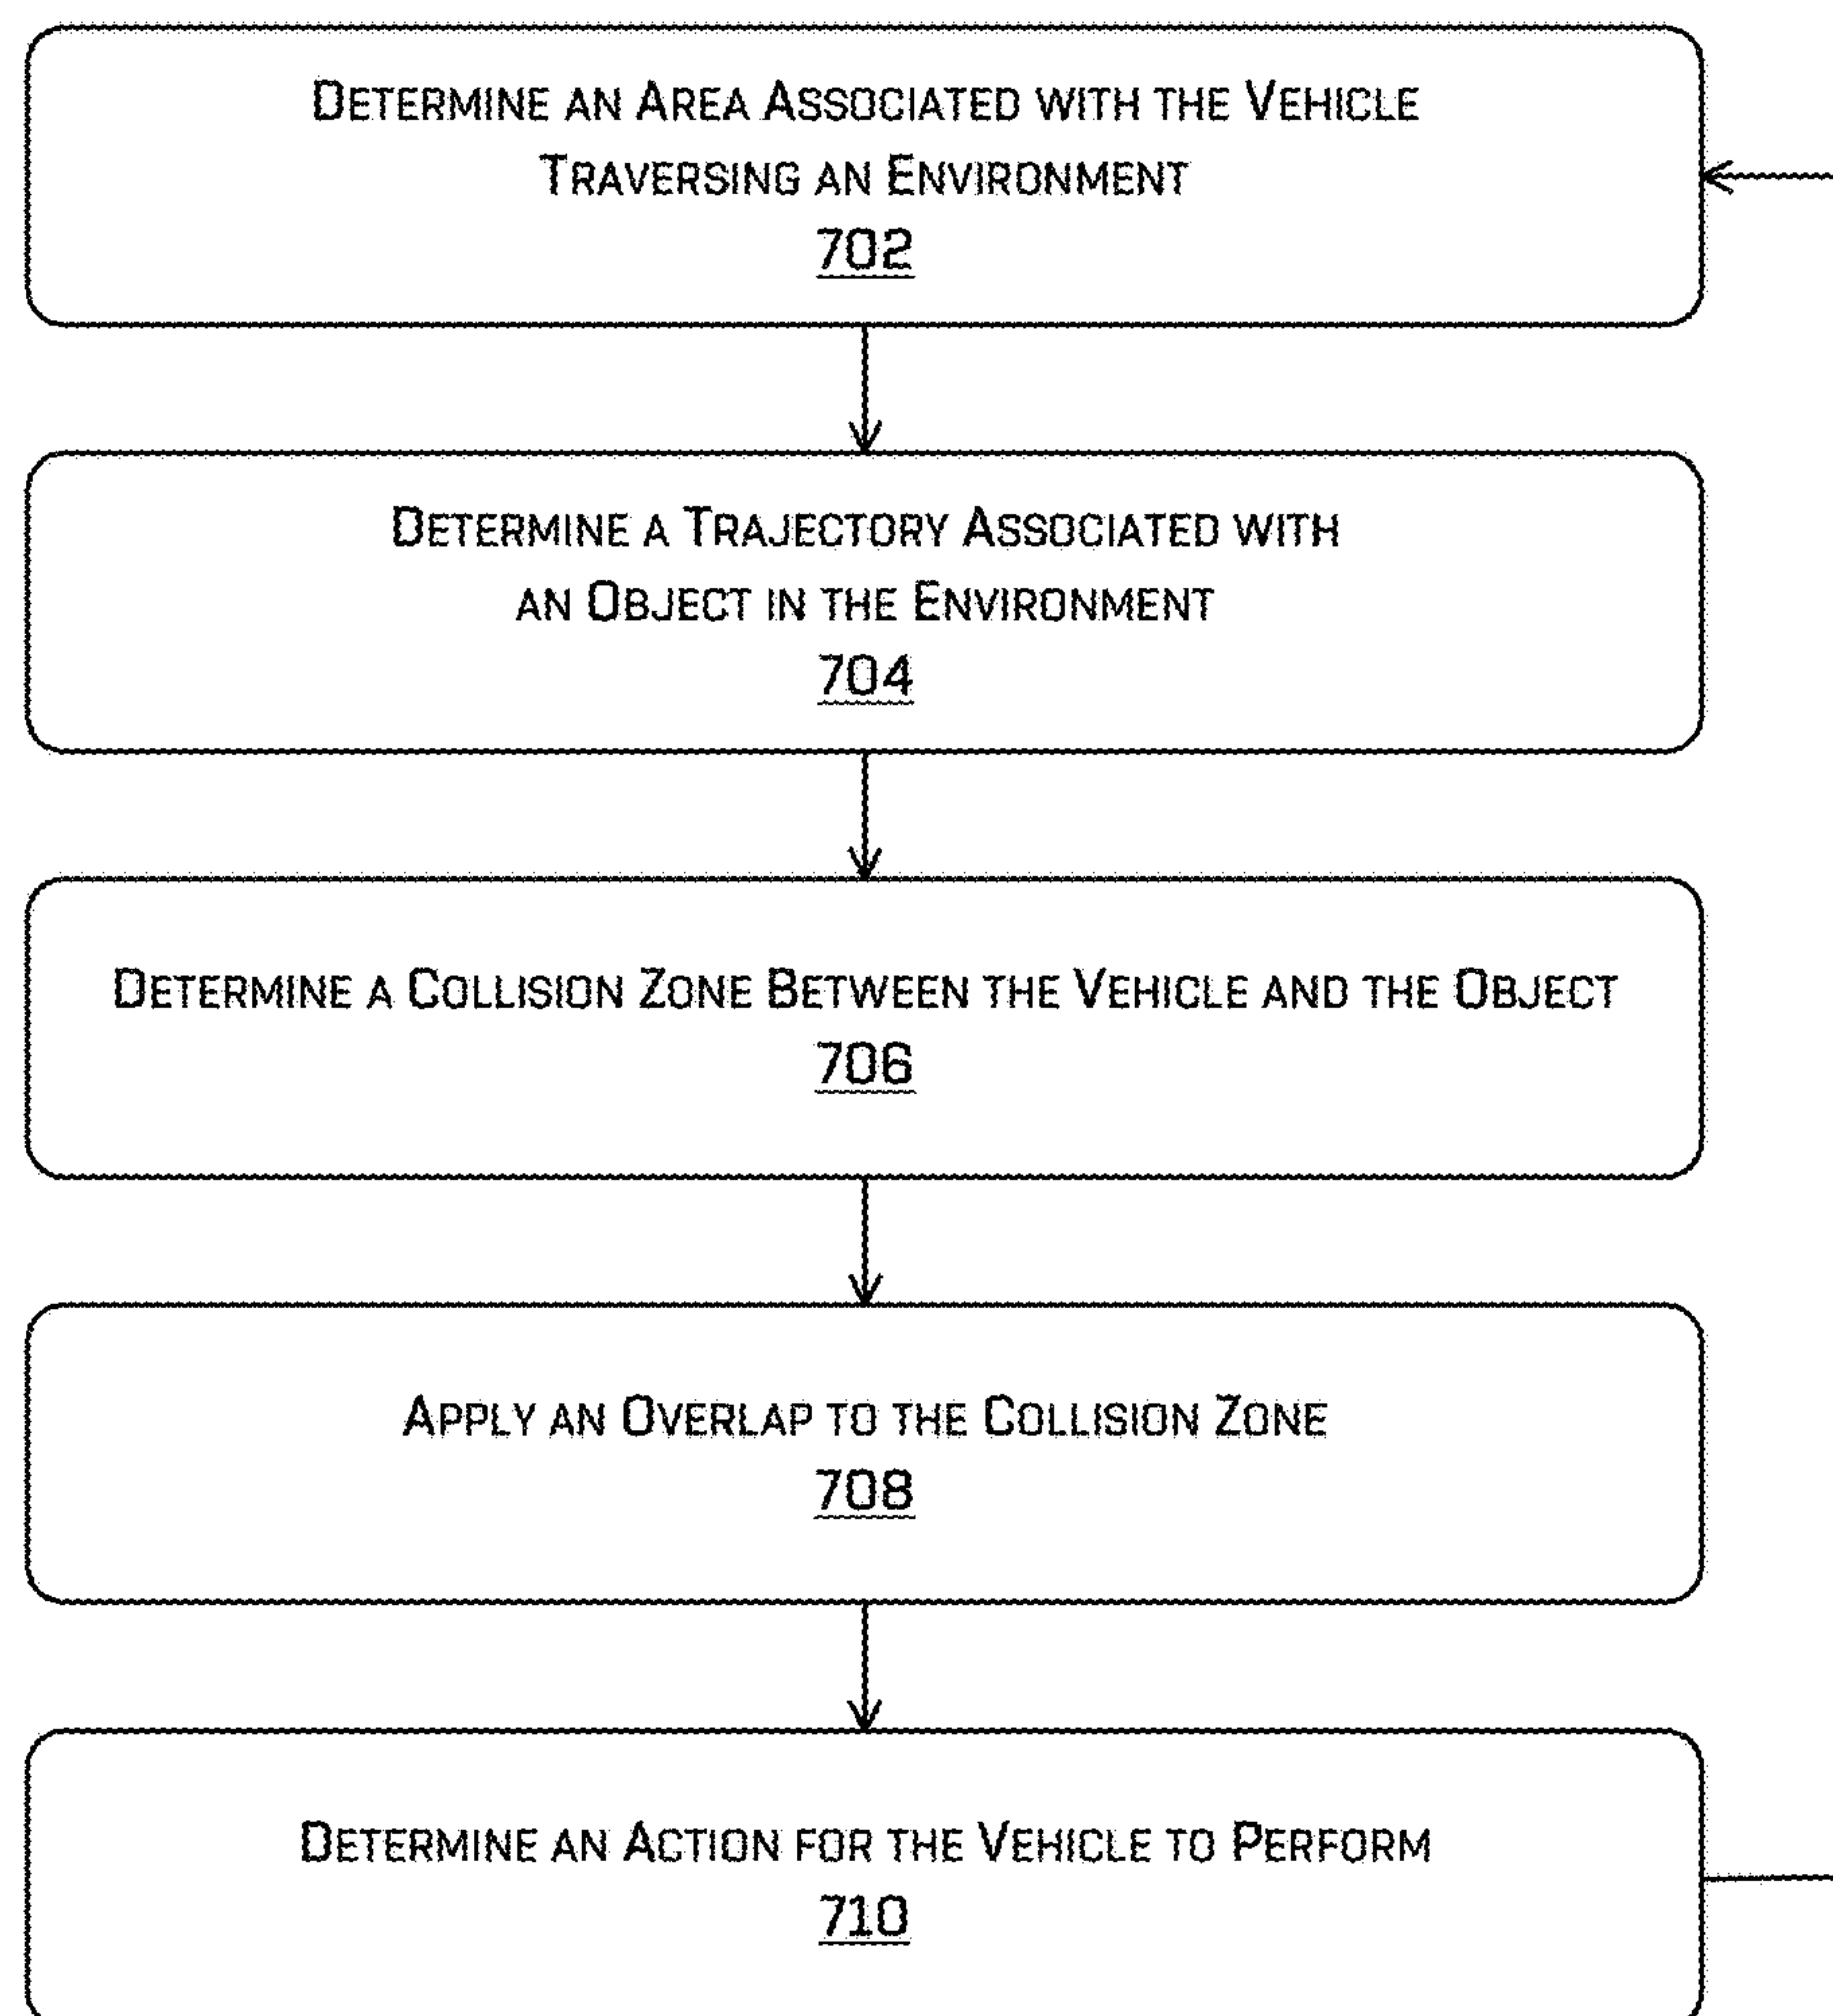 DETERMINE AN AREA ASSOCIATED WITH THE VEHICLE
TRAVERSING AN ENVIRONMENT
702
DETERMINE A TRAJECTORY ASSOCIATED WITH
AN OBJECT IN THE ENVIRONMENT
704
DETERMINE A COLLISION ZONE BETWEEN THE VEHICLE AND THE OBJECT
706
APPLY AN OVERLAP TO THE COLLISION ZONE
708
DETERMINE AN ACTION FOR THE VEHICLE TO PERFORM
710